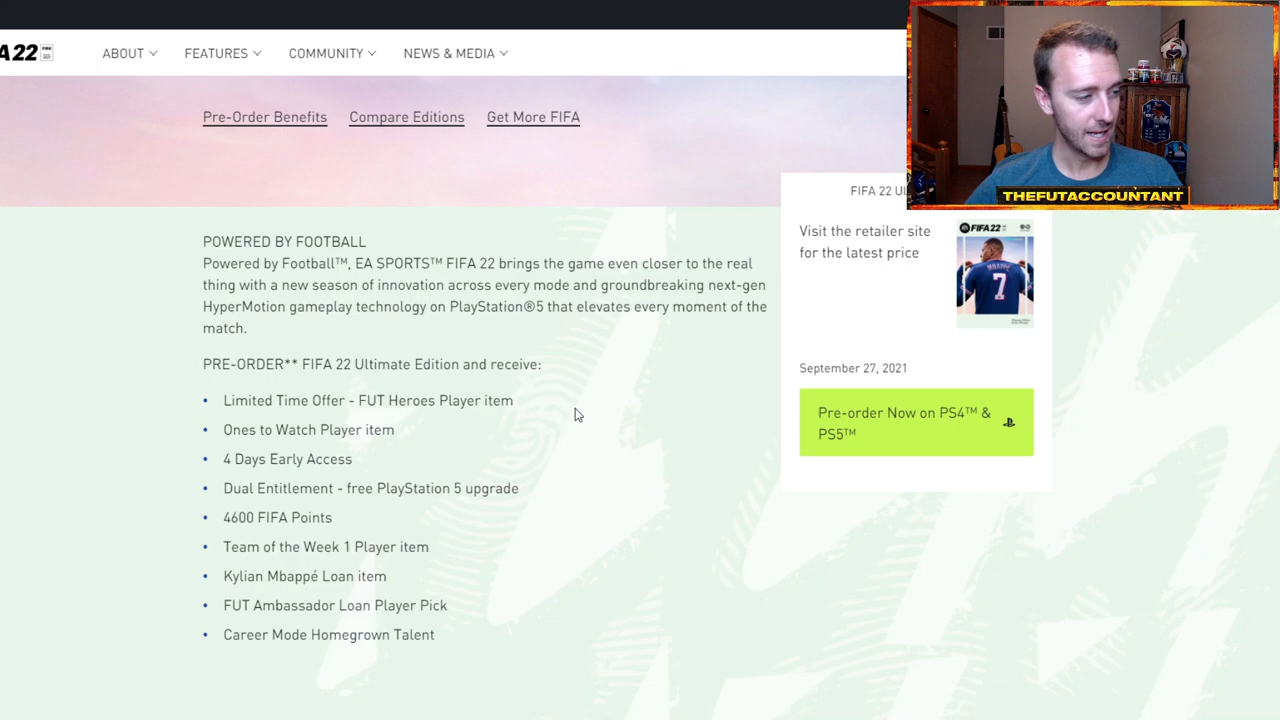 A 22
ABOUT
FEATURES
COMMUNITY
NEWS & MEDIA
Pre-Order Benefits
Compare Editions
Get More FIFA
THEFUTACCOUNTANT
FIFA 22 UL
Visit the retailer site
for the latest price
FIFA 22
MBAPPÉ
7
POWERED BY FOOTBALL
Powered by Football™, EA SPORTS™ FIFA 22 brings the game even closer to the real
thing with a new season of innovation across every mode and groundbreaking next-gen
HyperMotion gameplay technology on PlayStation®5 that elevates every moment of the
match.
PRE-ORDER** FIFA 22 Ultimate Edition and receive:
• Limited Time Offer - FUT Heroes Player item
• Ones to Watch Player item
• 4 Days Early Access
• Dual Entitlement - free PlayStation 5 upgrade
• 4600 FIFA Points
• Team of the Week 1 Player item
• Kylian Mbappé Loan item
• FUT Ambassador Loan Player Pick
• Career Mode Homegrown Talent
September 27, 2021
Pre-order Now on PS4™ &
PS5™